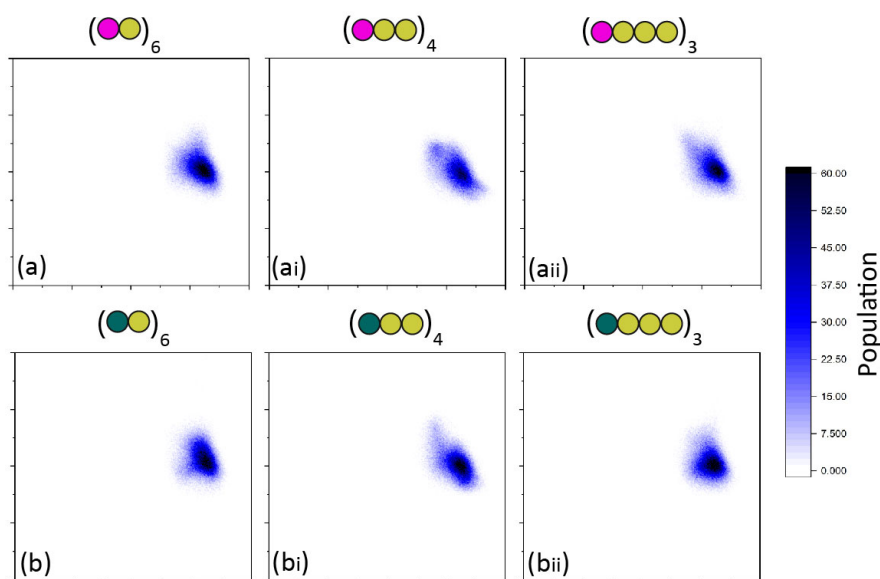 ( )6 ( )4 ( )3
(a) (ai) (aii)
60.00
52.50
45.00
37.50
30.00
22.50
15.00
7.500
0.000
Population
( )6 ( )4 ( )3
(b) (bi) (bii)